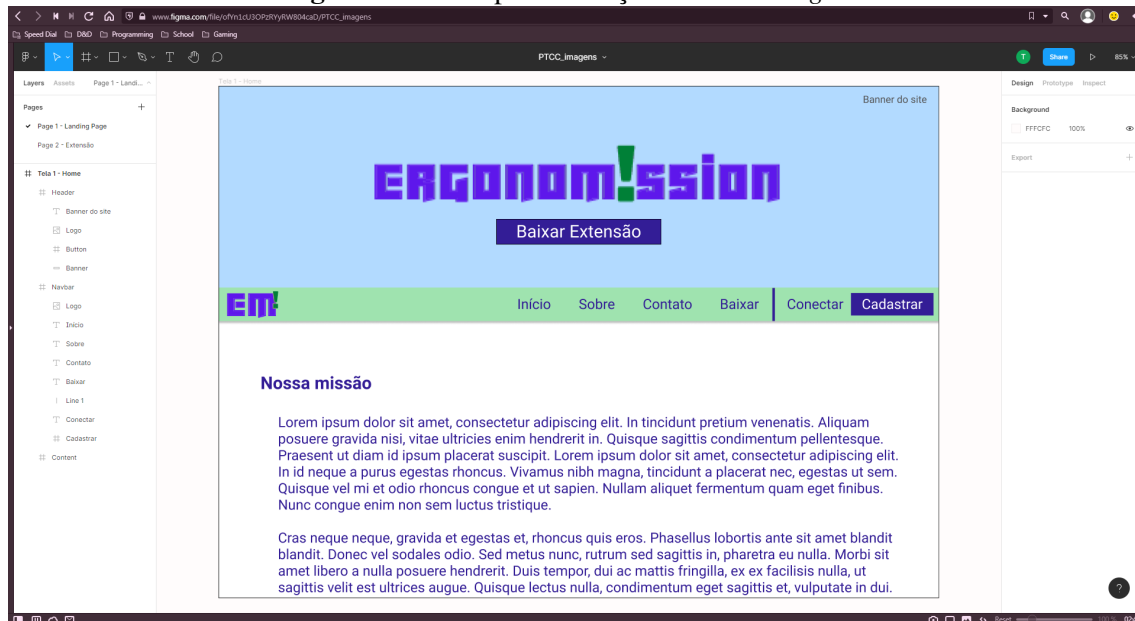 www.figma.com/file/ofYn1cU3OPzRYyRW804caD/PTCC_imagens
Speed Dial D&D Programming School Gaming
PTCC_imagens
T Share 85%
Layers Assets Page 1 - Landi...
Design Prototype Inspect
Tela 1 - Home
Pages
Page 1 - Landing Page
Page 2 - Extensão
Tela 1 - Home
Header
Banner do site
Logo
Button
Banner
Navbar
Logo
Início
Sobre
Contato
Baixar
Line 1
Conectar
Cadastrar
Content
Banner do site
ERGONOM!SSION
Baixar Extensão
EM!
Início Sobre Contato Baixar Conectar Cadastrar
Nossa missão
Lorem ipsum dolor sit amet, consectetur adipiscing elit. In tincidunt pretium venenatis. Aliquam
posuere gravida nisi, vitae ultricies enim hendrerit in. Quisque sagittis condimentum pellentesque.
Praesent ut diam id ipsum placerat suscipit. Lorem ipsum dolor sit amet, consectetur adipiscing elit.
In id neque a purus egestas rhoncus. Vivamus nibh magna, tincidunt a placerat nec, egestas ut sem.
Quisque vel mi et odio rhoncus congue et ut sapien. Nullam aliquet fermentum quam eget finibus.
Nunc congue enim non sem luctus tristique.
Cras neque neque, gravida et egestas et, rhoncus quis eros. Phasellus lobortis ante sit amet blandit
blandit. Donec vel sodales odio. Sed metus nunc, rutrum sed sagittis in, pharetra eu nulla. Morbi sit
amet libero a nulla posuere hendrerit. Duis tempor, dui ac mattis fringilla, ex ex facilisis nulla, ut
sagittis velit est ultrices augue. Quisque lectus nulla, condimentum eget sagittis et, vulputate in dui.
Background
FFFCFC 100%
Export
?
Reset 100 %